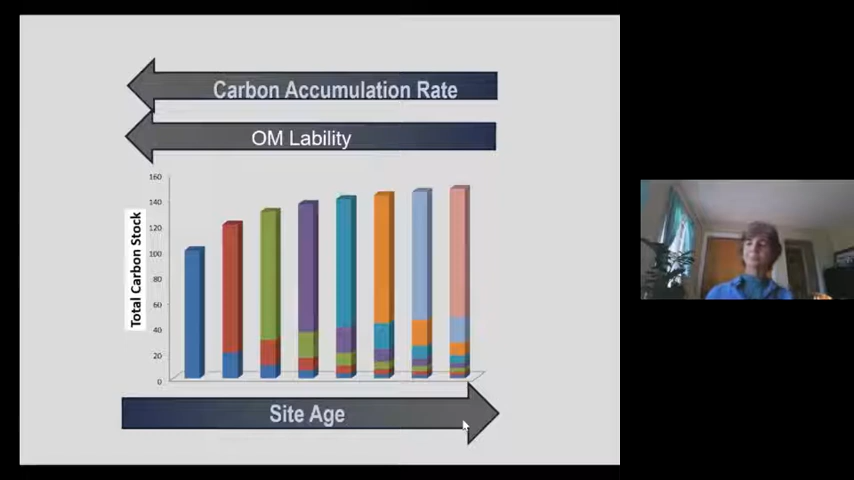 Carbon Accumulation Rate
OM Lability
Total Carbon Stock
160
140
120
100
80
60
40
20
0
Site Age